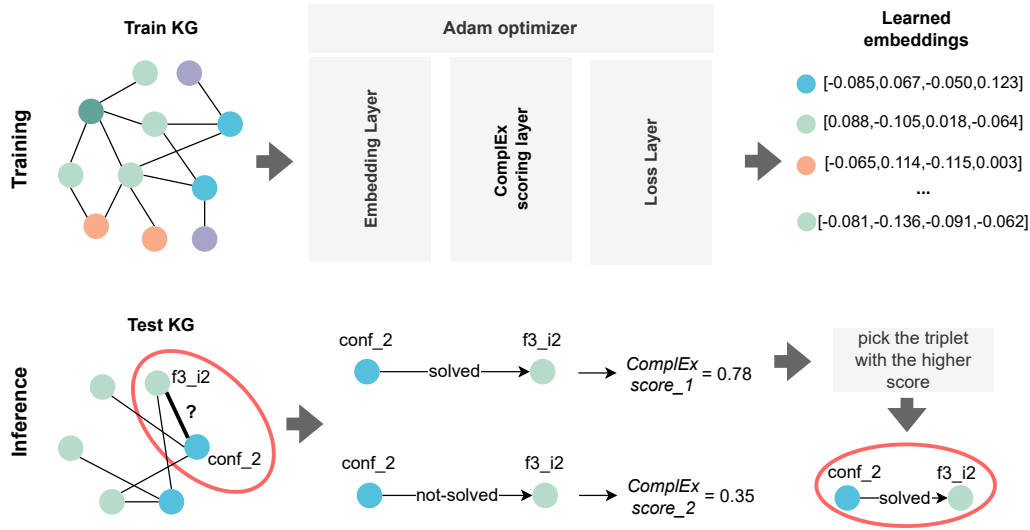 Training
Train KG
Adam optimizer
Embedding Layer
ComplEx
scoring layer
Loss Layer
Learned
embeddings
[-0.085,0.067,-0.050,0.123]
[0.088,-0.105,0.018,-0.064]
[-0.065,0.114,-0.115,0.003]
...
[-0.081,-0.136,-0.091,-0.062]
Inference
Test KG
f3_i2
?
conf_2
conf_2
f3_i2
solved
ComplEx
score_1 = 0.78
conf_2
f3_i2
not-solved
ComplEx
score_2 = 0.35
pick the triplet
with the higher
score
conf_2
f3_i2
solved